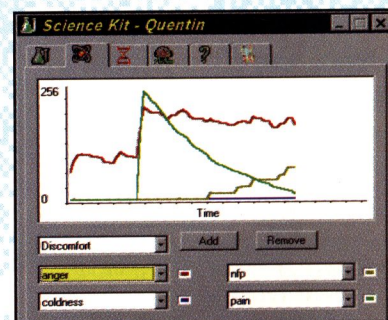 Science Kit - Quentin
?
256
0
Time
Discomfort Add Remove
anger nfp
coldness pain